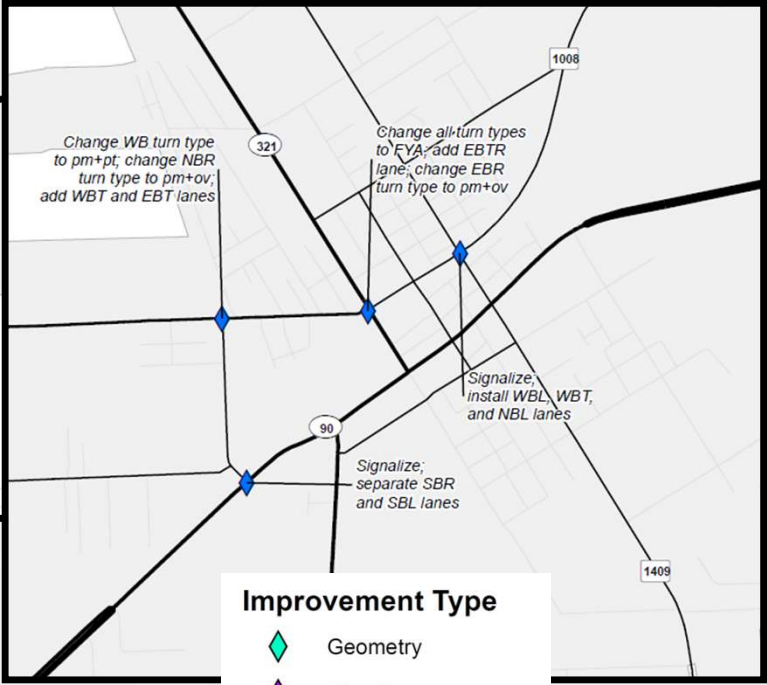 1008
321
Change WB turn type
to pm+pt; change NBR
turn type to pm+ov;
add WBT and EBT lanes
Change all turn types
to FYA; add EBTR
lane; change EBR
turn type to pm+ov
Signalize;
install WBL, WBT,
and NBL lanes
90
Signalize;
separate SBR
and SBL lanes
1409
Improvement Type
Geometry